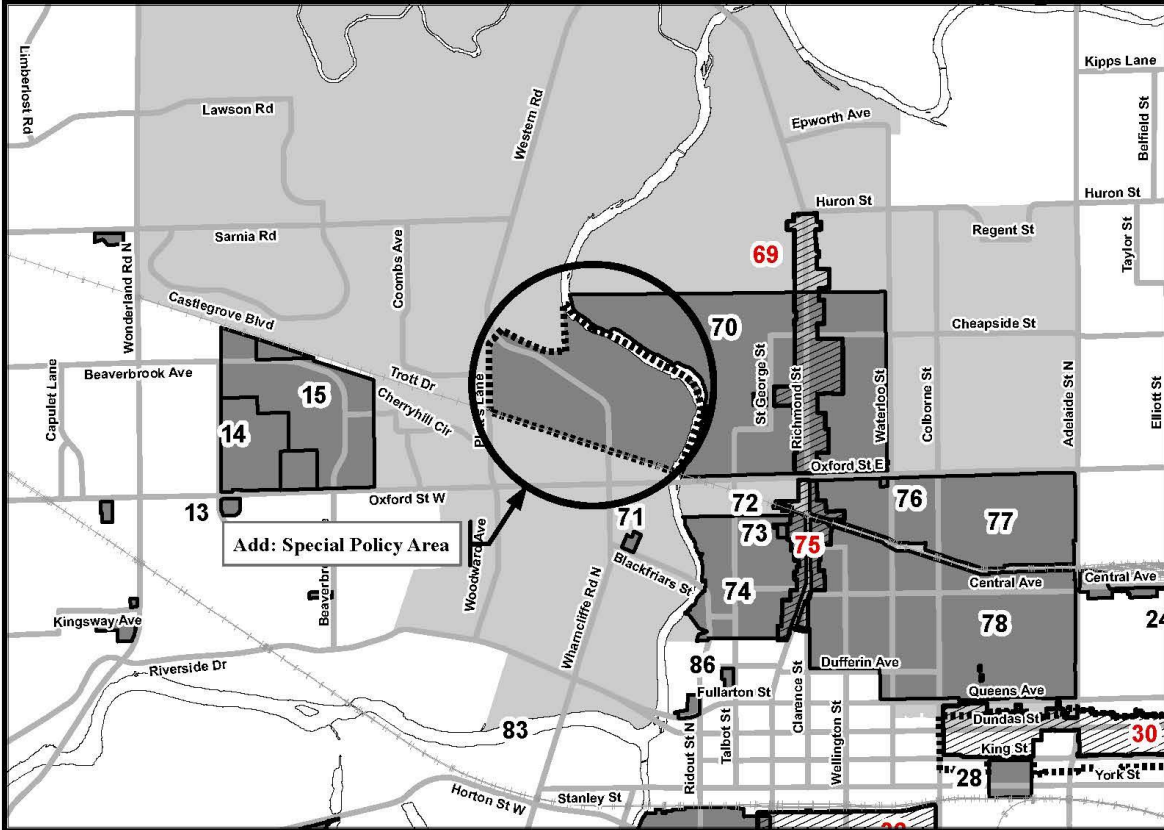 Limberlost Rd
Lawson Rd
Western Rd
Kipps Lane
Epworth Ave
Belfield St
Huron St
Huron St
Sarnia Rd
Regent St
Taylor St
Wonderland Rd N
Coombs Ave
69
Castlegrove Blvd
70
Cheapside St
Beaverbrook Ave
Trott Dr
St George St
Richmond St
Waterloo St
Colborne St
Adelaide St N
Elliott St
Capulet Lane
15
Cherryhill Cir
14
Oxford St E
Oxford St W
13
72
76
77
71
73
75
Add: Special Policy Area
Woodward Ave
Blackfriars St
74
Central Ave
Central Ave
Kingsway Ave
Wharncliffe Rd N
78
24
Riverside Dr
86
Dufferin Ave
Fullarton St
Queens Ave
Clarence St
Dundas St
83
Talbot St
Wellington St
King St
30
Ridout St N
28
York St
Horton St W
Stanley St